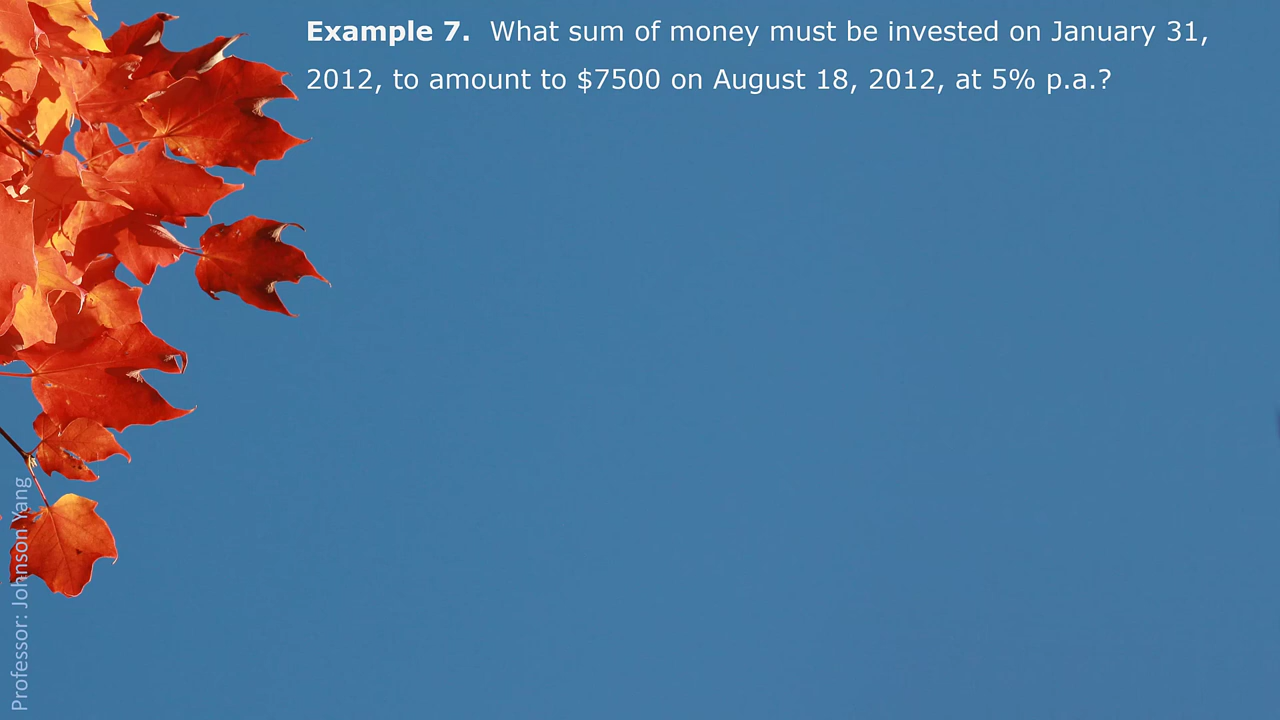 Example 7. What sum of money must be invested on January 31,
2012, to amount to $7500 on August 18, 2012, at 5% p.a.?
Professor: Johnson Yang